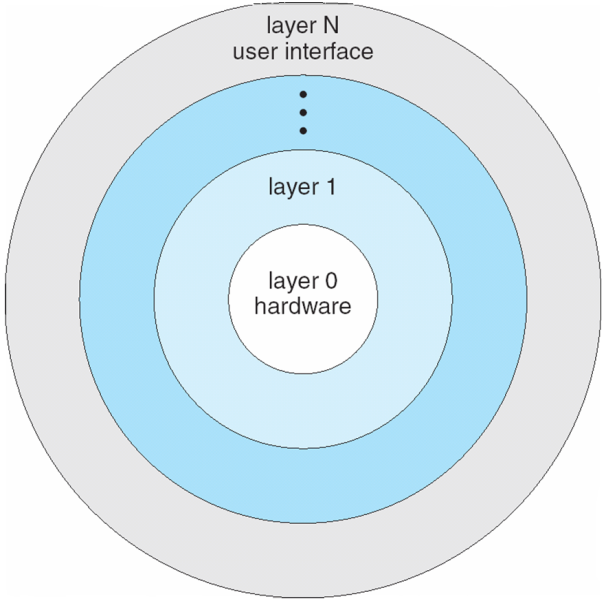 layer N
user interface
layer 1
layer 0
hardware